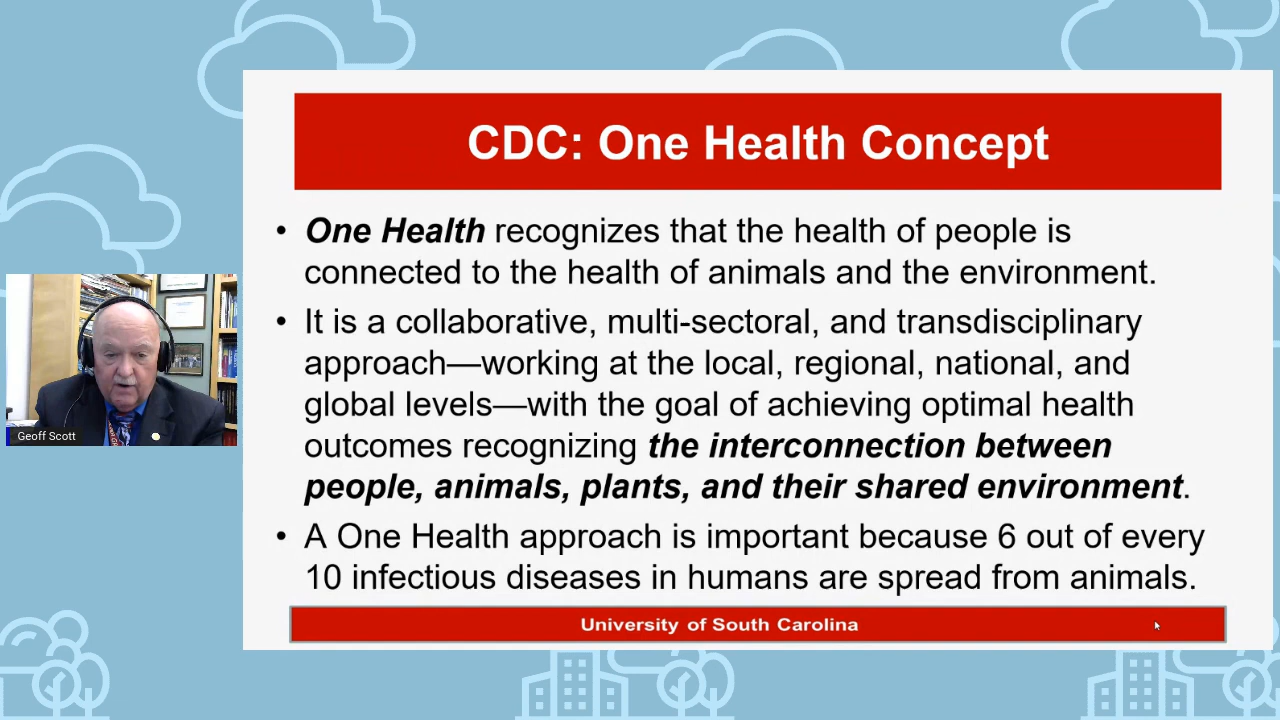 CDC: One Health Concept
• One Health recognizes that the health of people is
connected to the health of animals and the environment.
• It is a collaborative, multi-sectoral, and transdisciplinary
approach—working at the local, regional, national, and
global levels—with the goal of achieving optimal health
outcomes recognizing the interconnection between
people, animals, plants, and their shared environment.
• A One Health approach is important because 6 out of every
10 infectious diseases in humans are spread from animals.
University of South Carolina
Geoff Scott